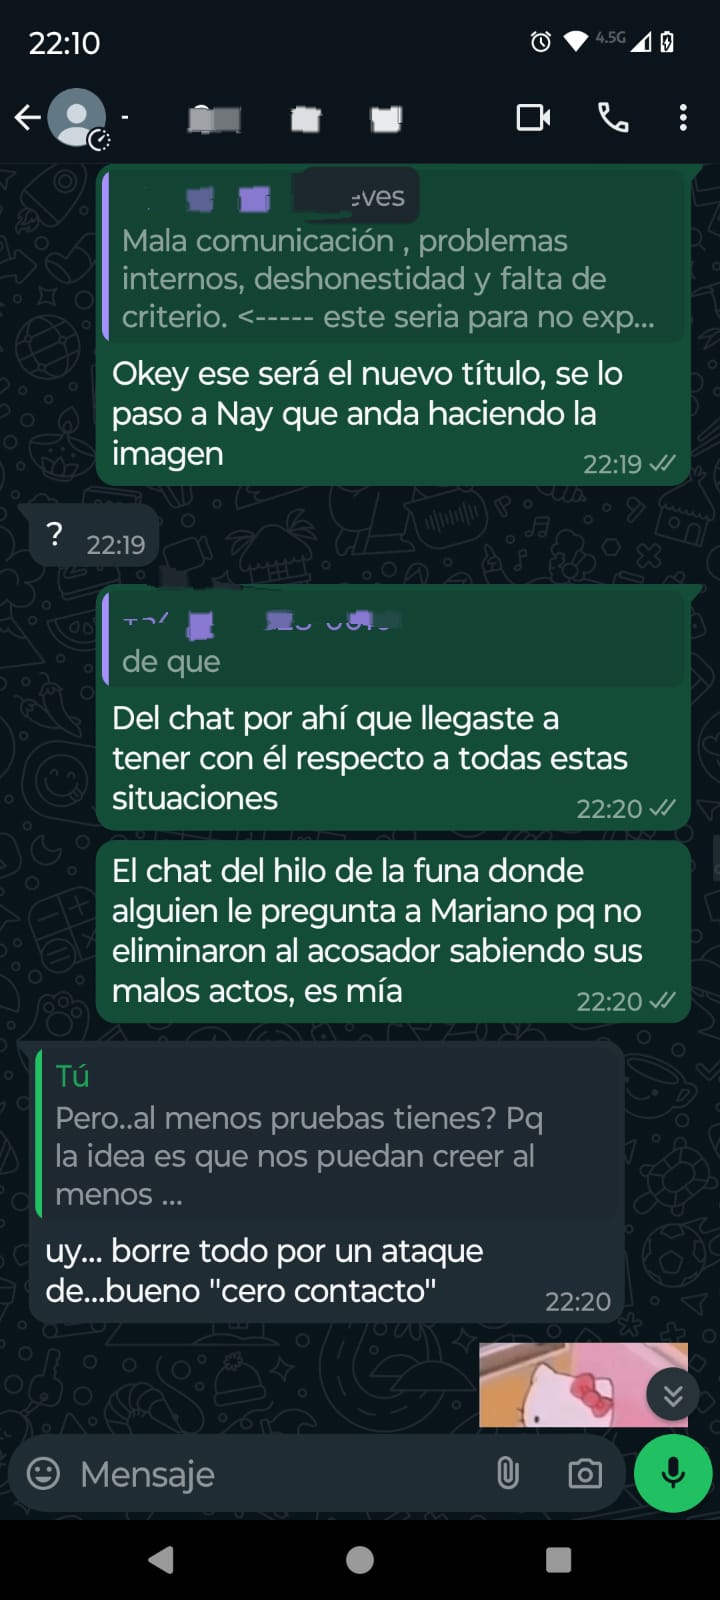 22:10
4.5G
eves
Mala comunicación , problemas
internos, deshonestidad y falta de
criterio. <----- este seria para no exp...
Okey ese será el nuevo título, se lo
paso a Nay que anda haciendo la
imagen
22:19
? 22:19
de que
Del chat por ahí que llegaste a
tener con él respecto a todas estas
situaciones
22:20
El chat del hilo de la funa donde
alguien le pregunta a Mariano pq no
eliminaron al acosador sabiendo sus
malos actos, es mía
22:20
Tú
Pero..al menos pruebas tienes? Pq
la idea es que nos puedan creer al
menos ...
uy... borre todo por un ataque
de...bueno "cero contacto"
22:20
Mensaje